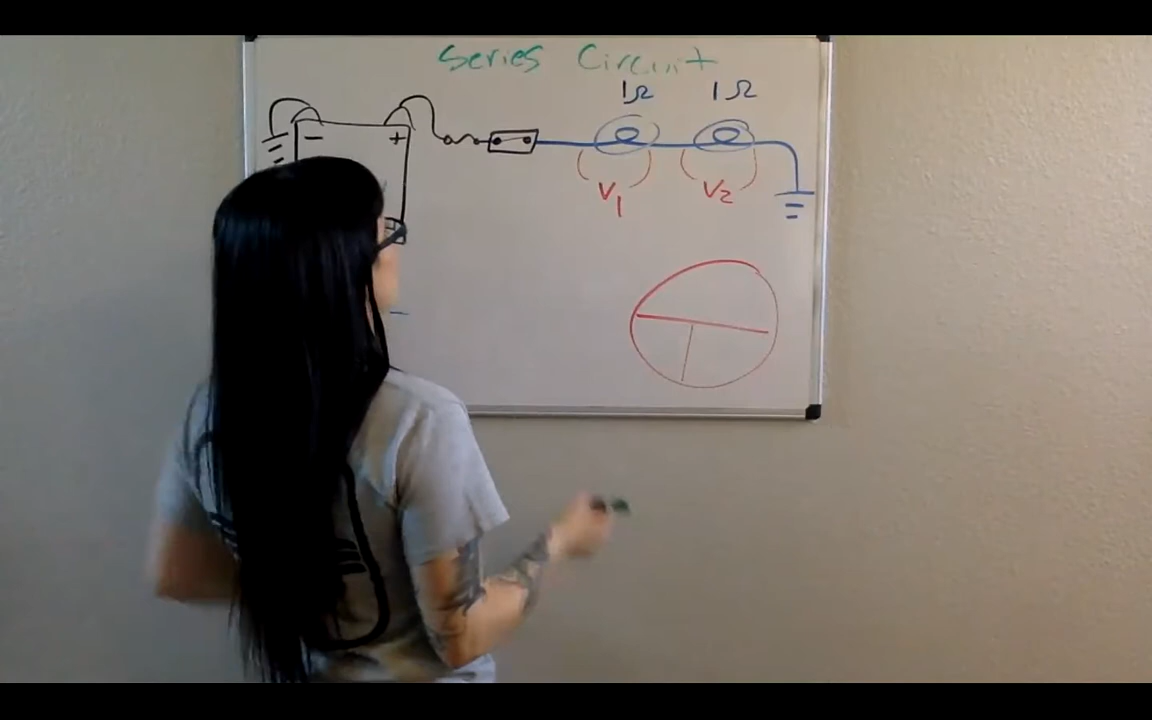 Series Circuit
1Ω 1Ω
− +
V1 V2